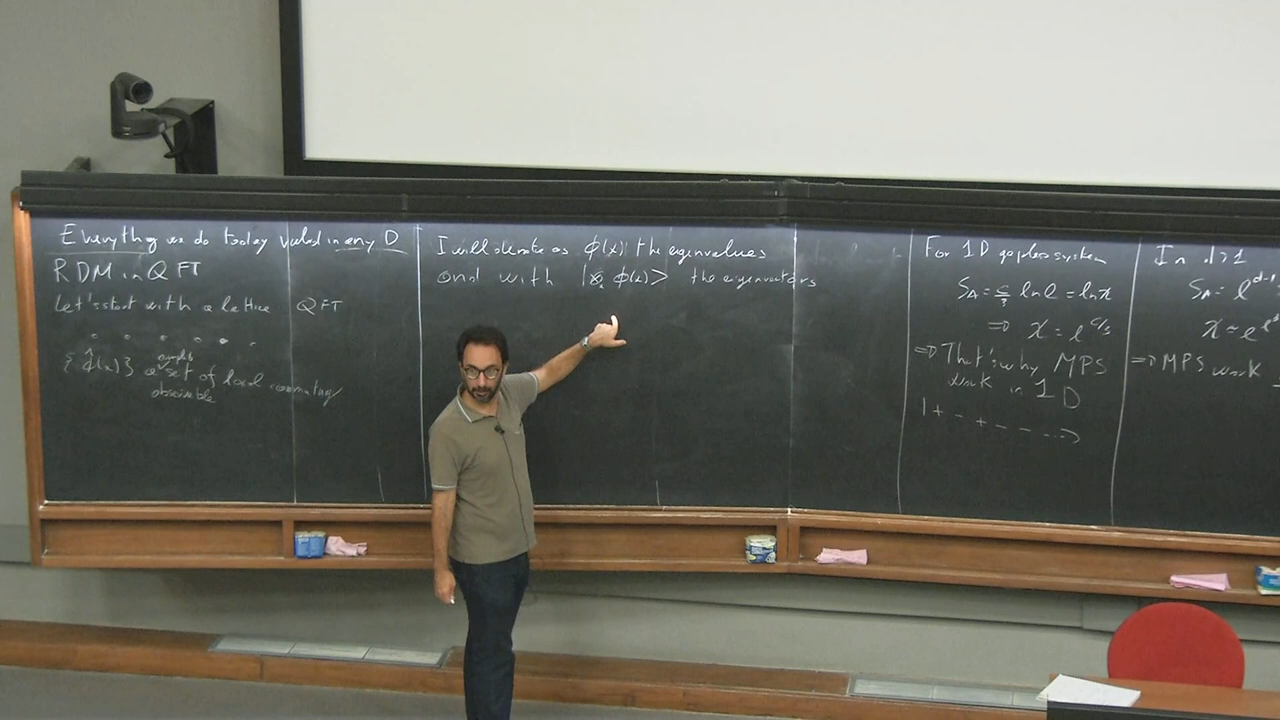 Everything we do today valid in any D
RDM in QFT
Let's start with a lattice QFT
{ φ̂(x) } a complete set of local commuting
observable
I will denote as φ(x) the eigenvalues
and with | φ(x)> the eigenvectors
For 1D gapless system
S_A = c/3 ln l = ln χ
⇒ χ = l^{c/3}
⇒ That's why MPS
work in 1D
In d>1
S_A = l^{d-1
χ ≃ e^{l^d
⇒ MPS work